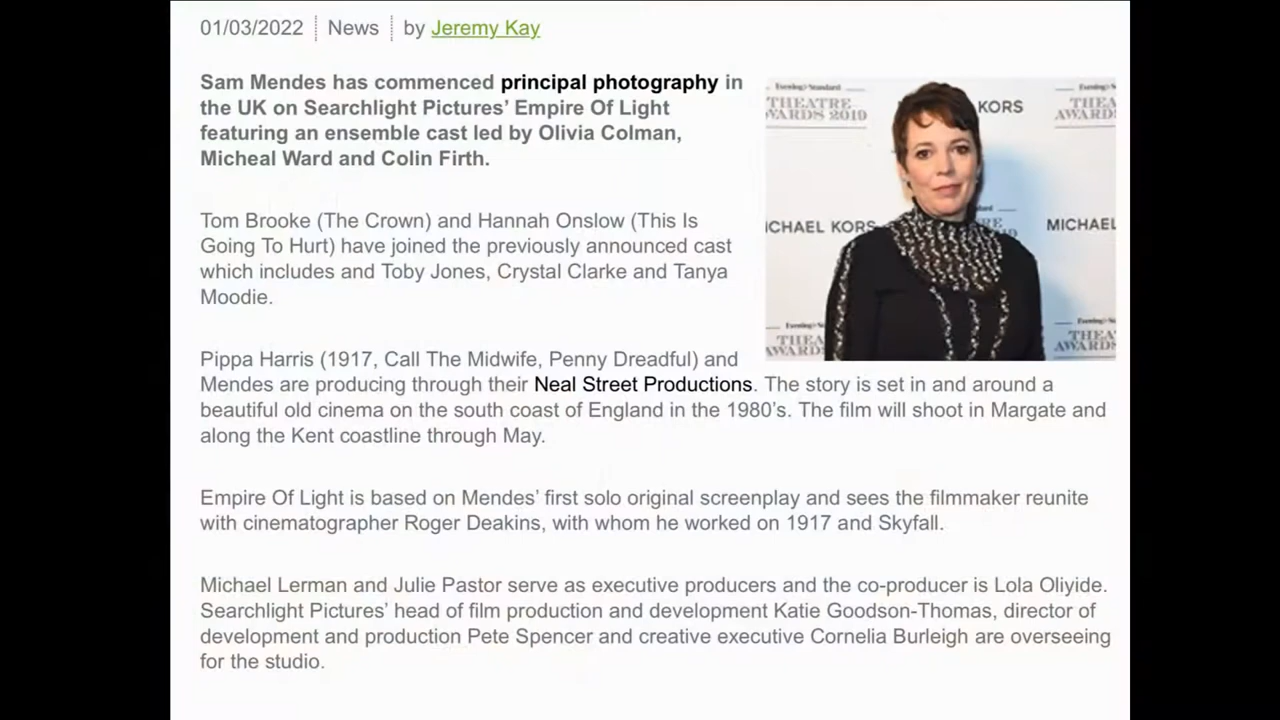 01/03/2022 News by Jeremy Kay
Sam Mendes has commenced principal photography in
the UK on Searchlight Pictures’ Empire Of Light
featuring an ensemble cast led by Olivia Colman,
Micheal Ward and Colin Firth.
Tom Brooke (The Crown) and Hannah Onslow (This Is
Going To Hurt) have joined the previously announced cast
which includes and Toby Jones, Crystal Clarke and Tanya
Moodie.
Pippa Harris (1917, Call The Midwife, Penny Dreadful) and
Mendes are producing through their Neal Street Productions. The story is set in and around a
beautiful old cinema on the south coast of England in the 1980’s. The film will shoot in Margate and
along the Kent coastline through May.
Empire Of Light is based on Mendes’ first solo original screenplay and sees the filmmaker reunite
with cinematographer Roger Deakins, with whom he worked on 1917 and Skyfall.
Michael Lerman and Julie Pastor serve as executive producers and the co-producer is Lola Oliyide.
Searchlight Pictures’ head of film production and development Katie Goodson-Thomas, director of
development and production Pete Spencer and creative executive Cornelia Burleigh are overseeing
for the studio.
Evening Standard
THEATRE
AWARDS 2019
KORS
THEA
AWARD
MICHAEL KORS
MICHAEL
THEA
AWARDS
THEA
AWARD